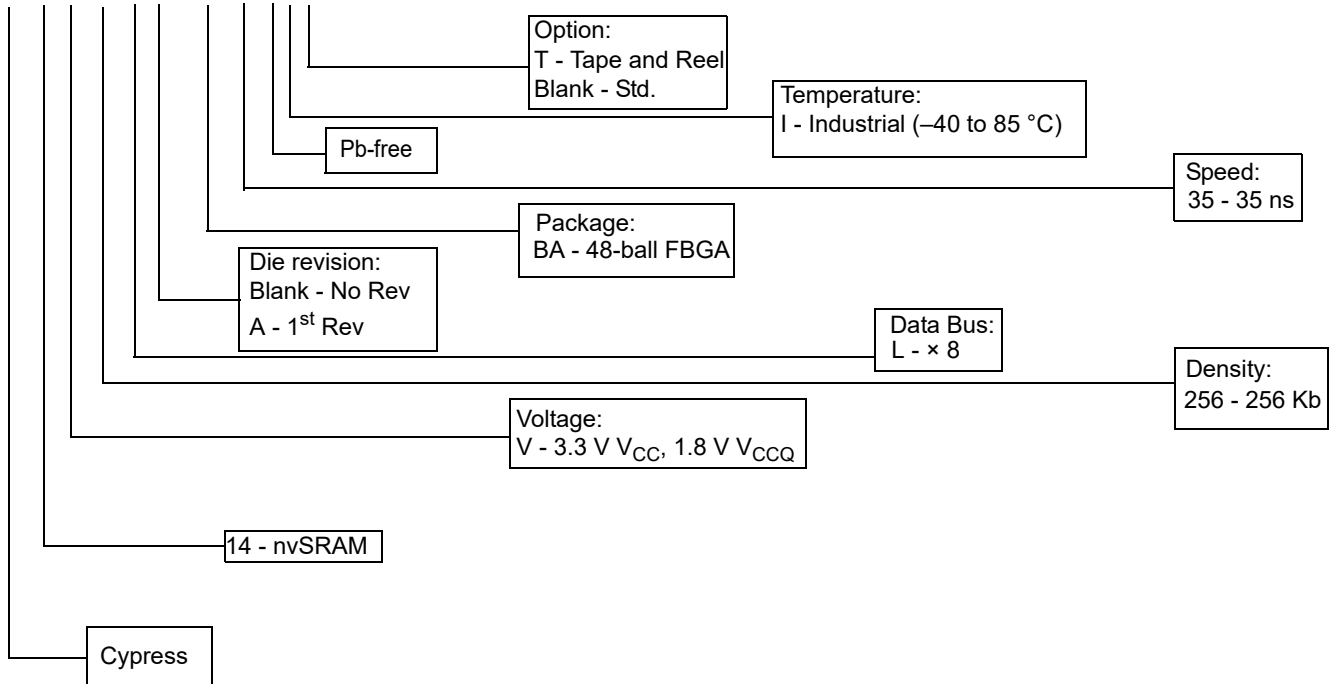 Option:
T - Tape and Reel
Blank - Std.
Temperature:
I - Industrial (–40 to 85 °C)
Pb-free
Speed:
35 - 35 ns
Package:
BA - 48-ball FBGA
Die revision:
Blank - No Rev
A - 1st Rev
Data Bus:
L - × 8
Density:
256 - 256 Kb
Voltage:
V - 3.3 V VCC, 1.8 V VCCQ
14 - nvSRAM
Cypress